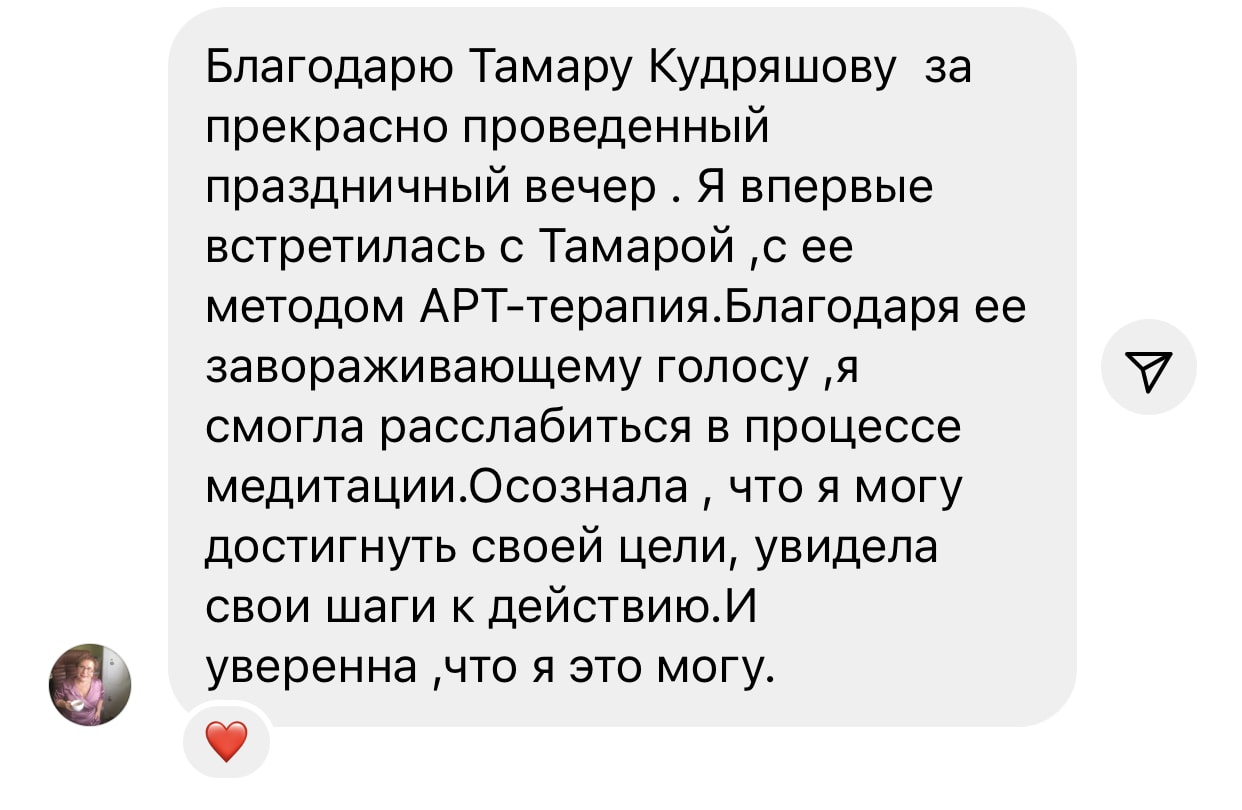 Благодарю Тамару Кудряшову  за
прекрасно проведенный
праздничный вечер . Я впервые
встретилась с Тамарой ,с ее
методом АРТ-терапия.Благодаря ее
завораживающему голосу ,я
смогла расслабиться в процессе
медитации.Осознала , что я могу
достигнуть своей цели, увидела
свои шаги к действию.И
уверенна ,что я это могу.